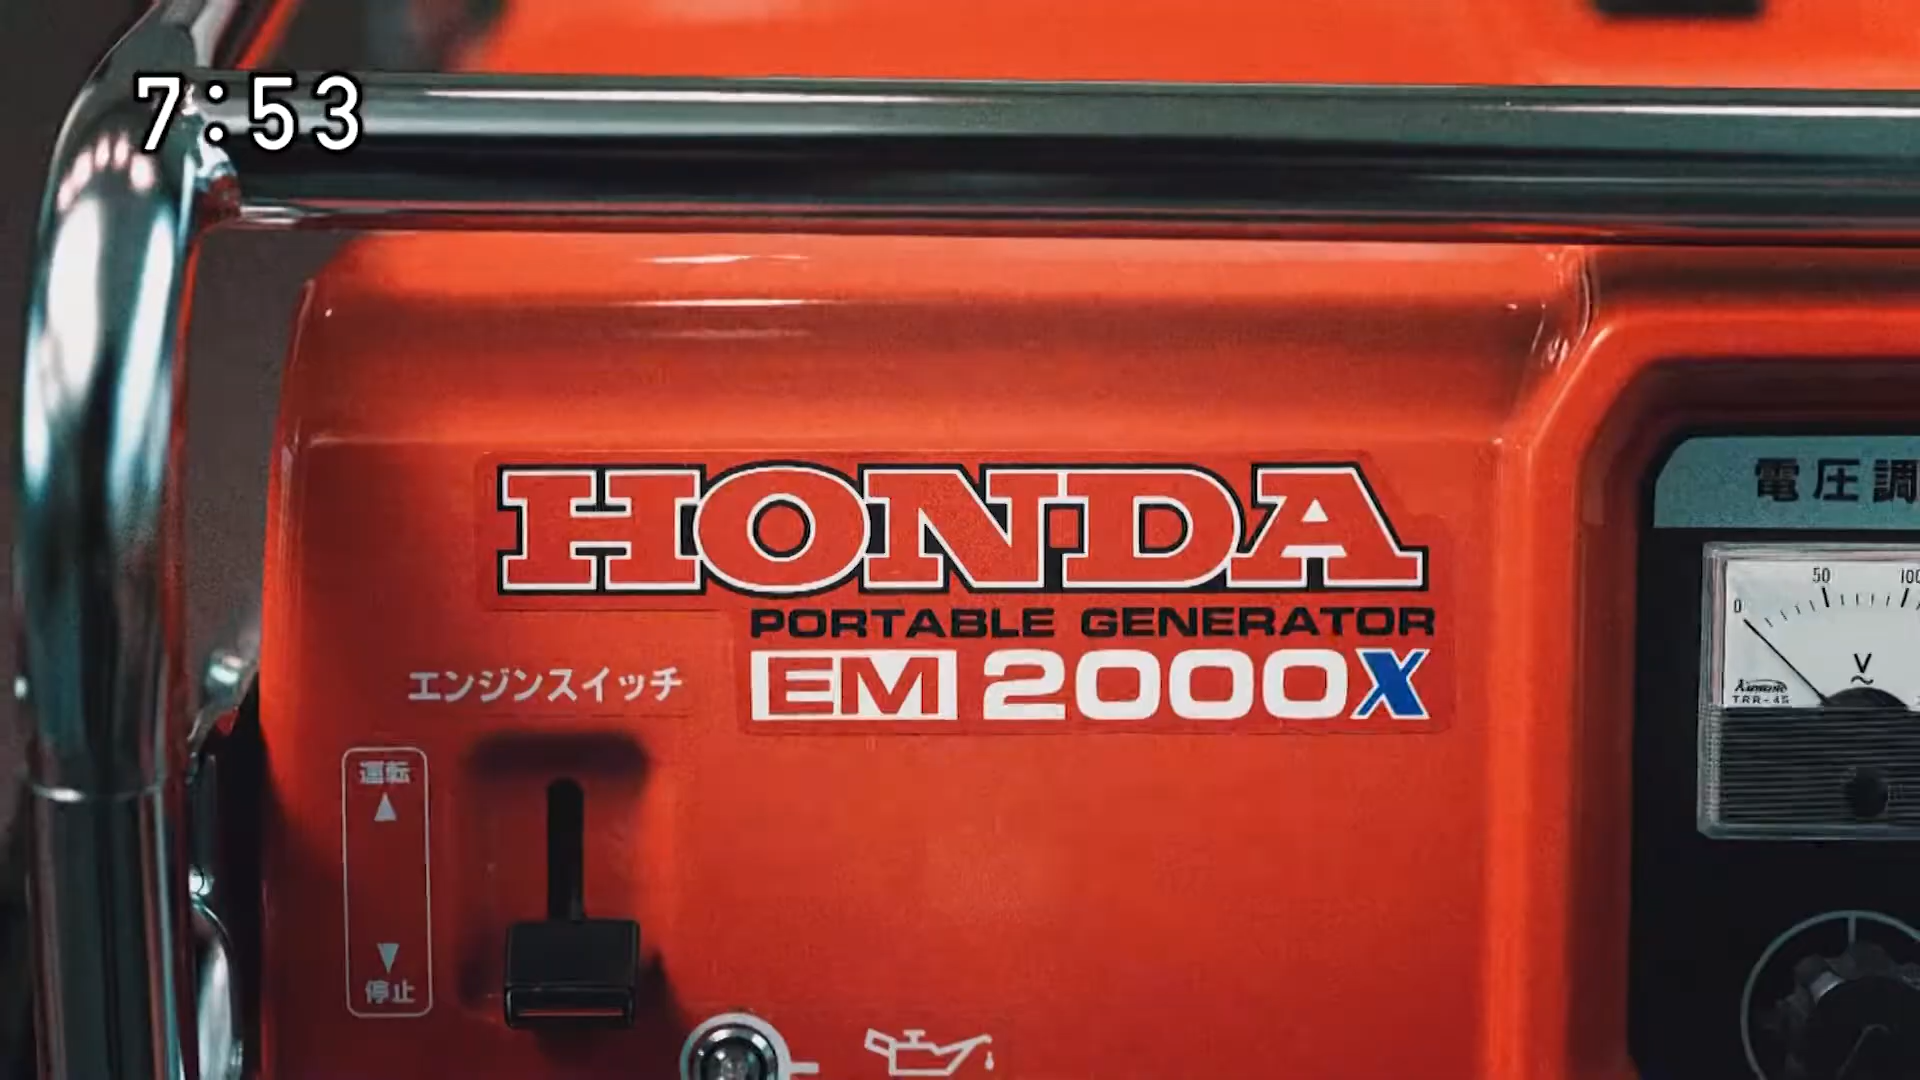 7:53
HONDA
PORTABLE GENERATOR
EM 2000X
エンジンスイッチ
運転
停止
電圧調
0 50 100
V
TRR-45